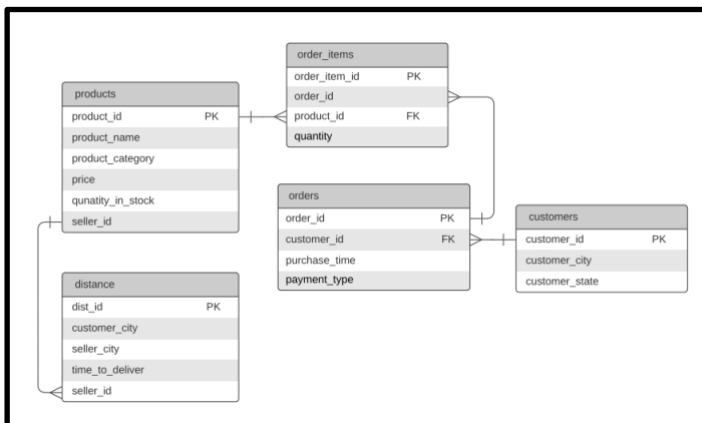 order_items
order_item_id PK
order_id
product_id FK
quantity
products
product_id PK
product_name
product_category
price
qunatity_in_stock
seller_id
orders
order_id PK
customer_id FK
purchase_time
payment_type
customers
customer_id PK
customer_city
customer_state
distance
dist_id PK
customer_city
seller_city
time_to_deliver
seller_id